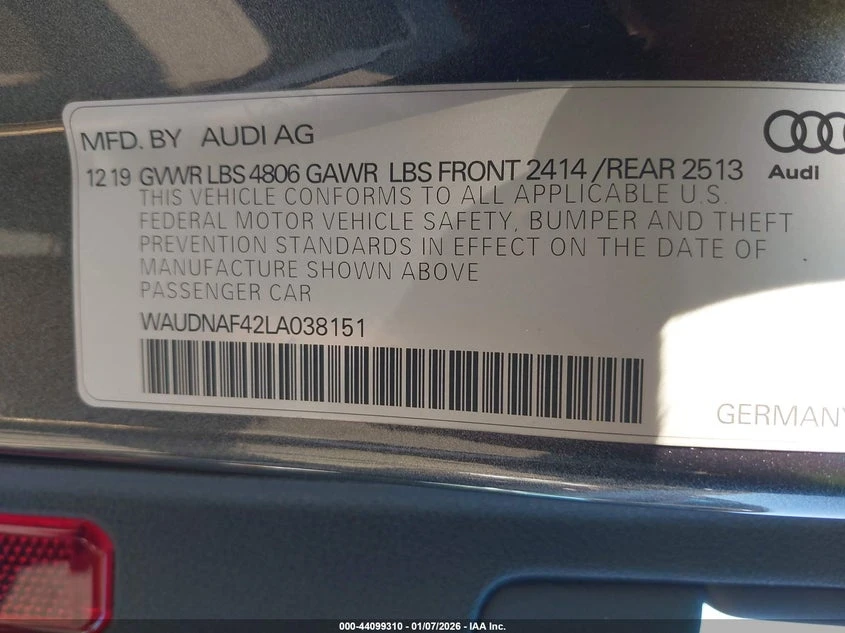 MFD. BY AUDI AG
12 19 GVWR LBS 4806 GAWR LBS FRONT 2414 /REAR 2513
Audi
THIS VEHICLE CONFORMS TO ALL APPLICABLE U.S.
FEDERAL MOTOR VEHICLE SAFETY, BUMPER AND THEFT
PREVENTION STANDARDS IN EFFECT ON THE DATE OF
MANUFACTURE SHOWN ABOVE
PASSENGER CAR
WAUDNAF42LA038151
GERMANY
000-44099310 | 01/07/2026 | IAA Inc.